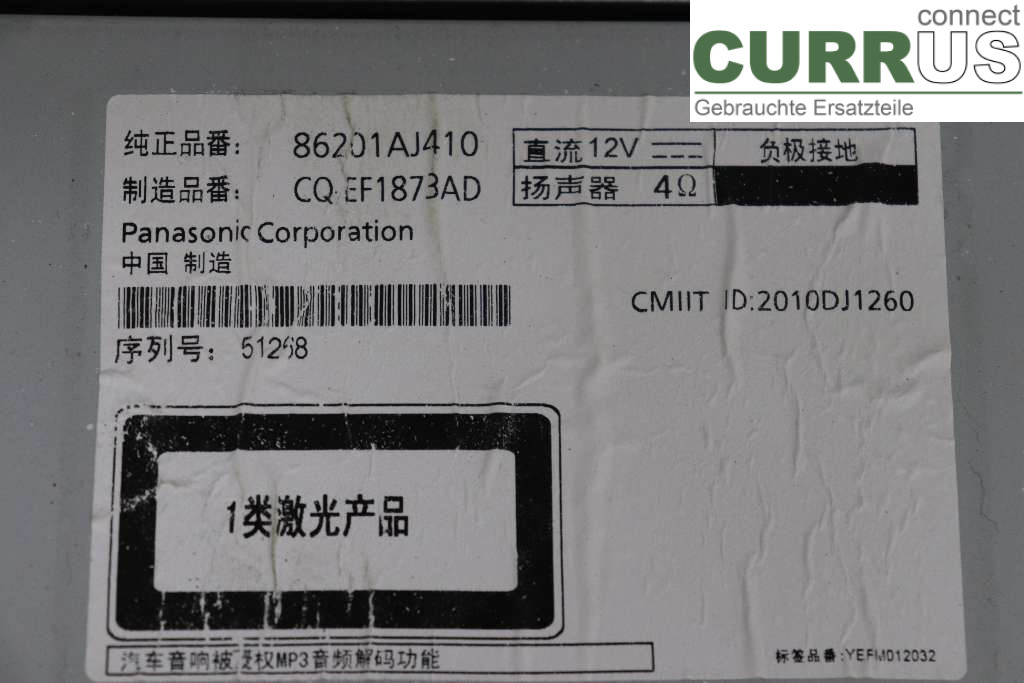 connect
CURRUS
Gebrauchte Ersatzteile
纯正品番: 86201AJ410
直流 12V 负极接地
制造品番: CQ-EF1873AD
扬声器 4Ω
Panasonic Corporation
中国 制造
CMIIT ID:2010DJ1260
序列号: 51268
1类激光产品
汽车音响被授权MP3音频解码功能
标签品番:YEFM012032